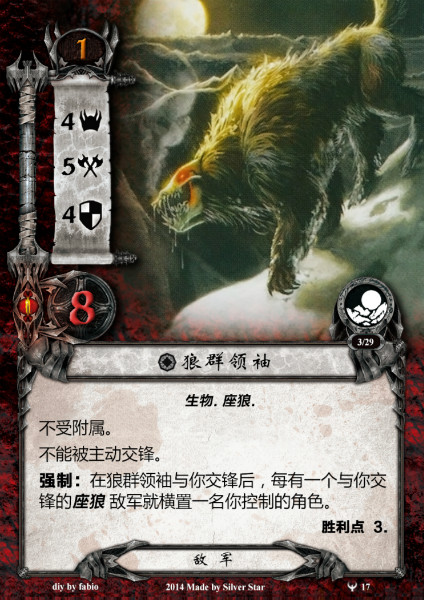 1
4
5
4
8
3/29
狼群领袖
生物. 座狼.
不受附属。
不能被主动交锋。
强制：在狼群领袖与你交锋后，每有一个与你交
锋的座狼 敌军就横置一名你控制的角色。
胜利点 3.
敌军
diy by fabio 2014 Made by Silver Star 17